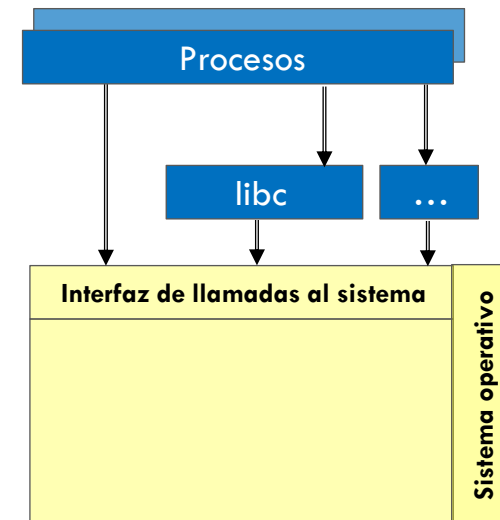 Procesos
libc
...
Interfaz de llamadas al sistema
Sistema operativo